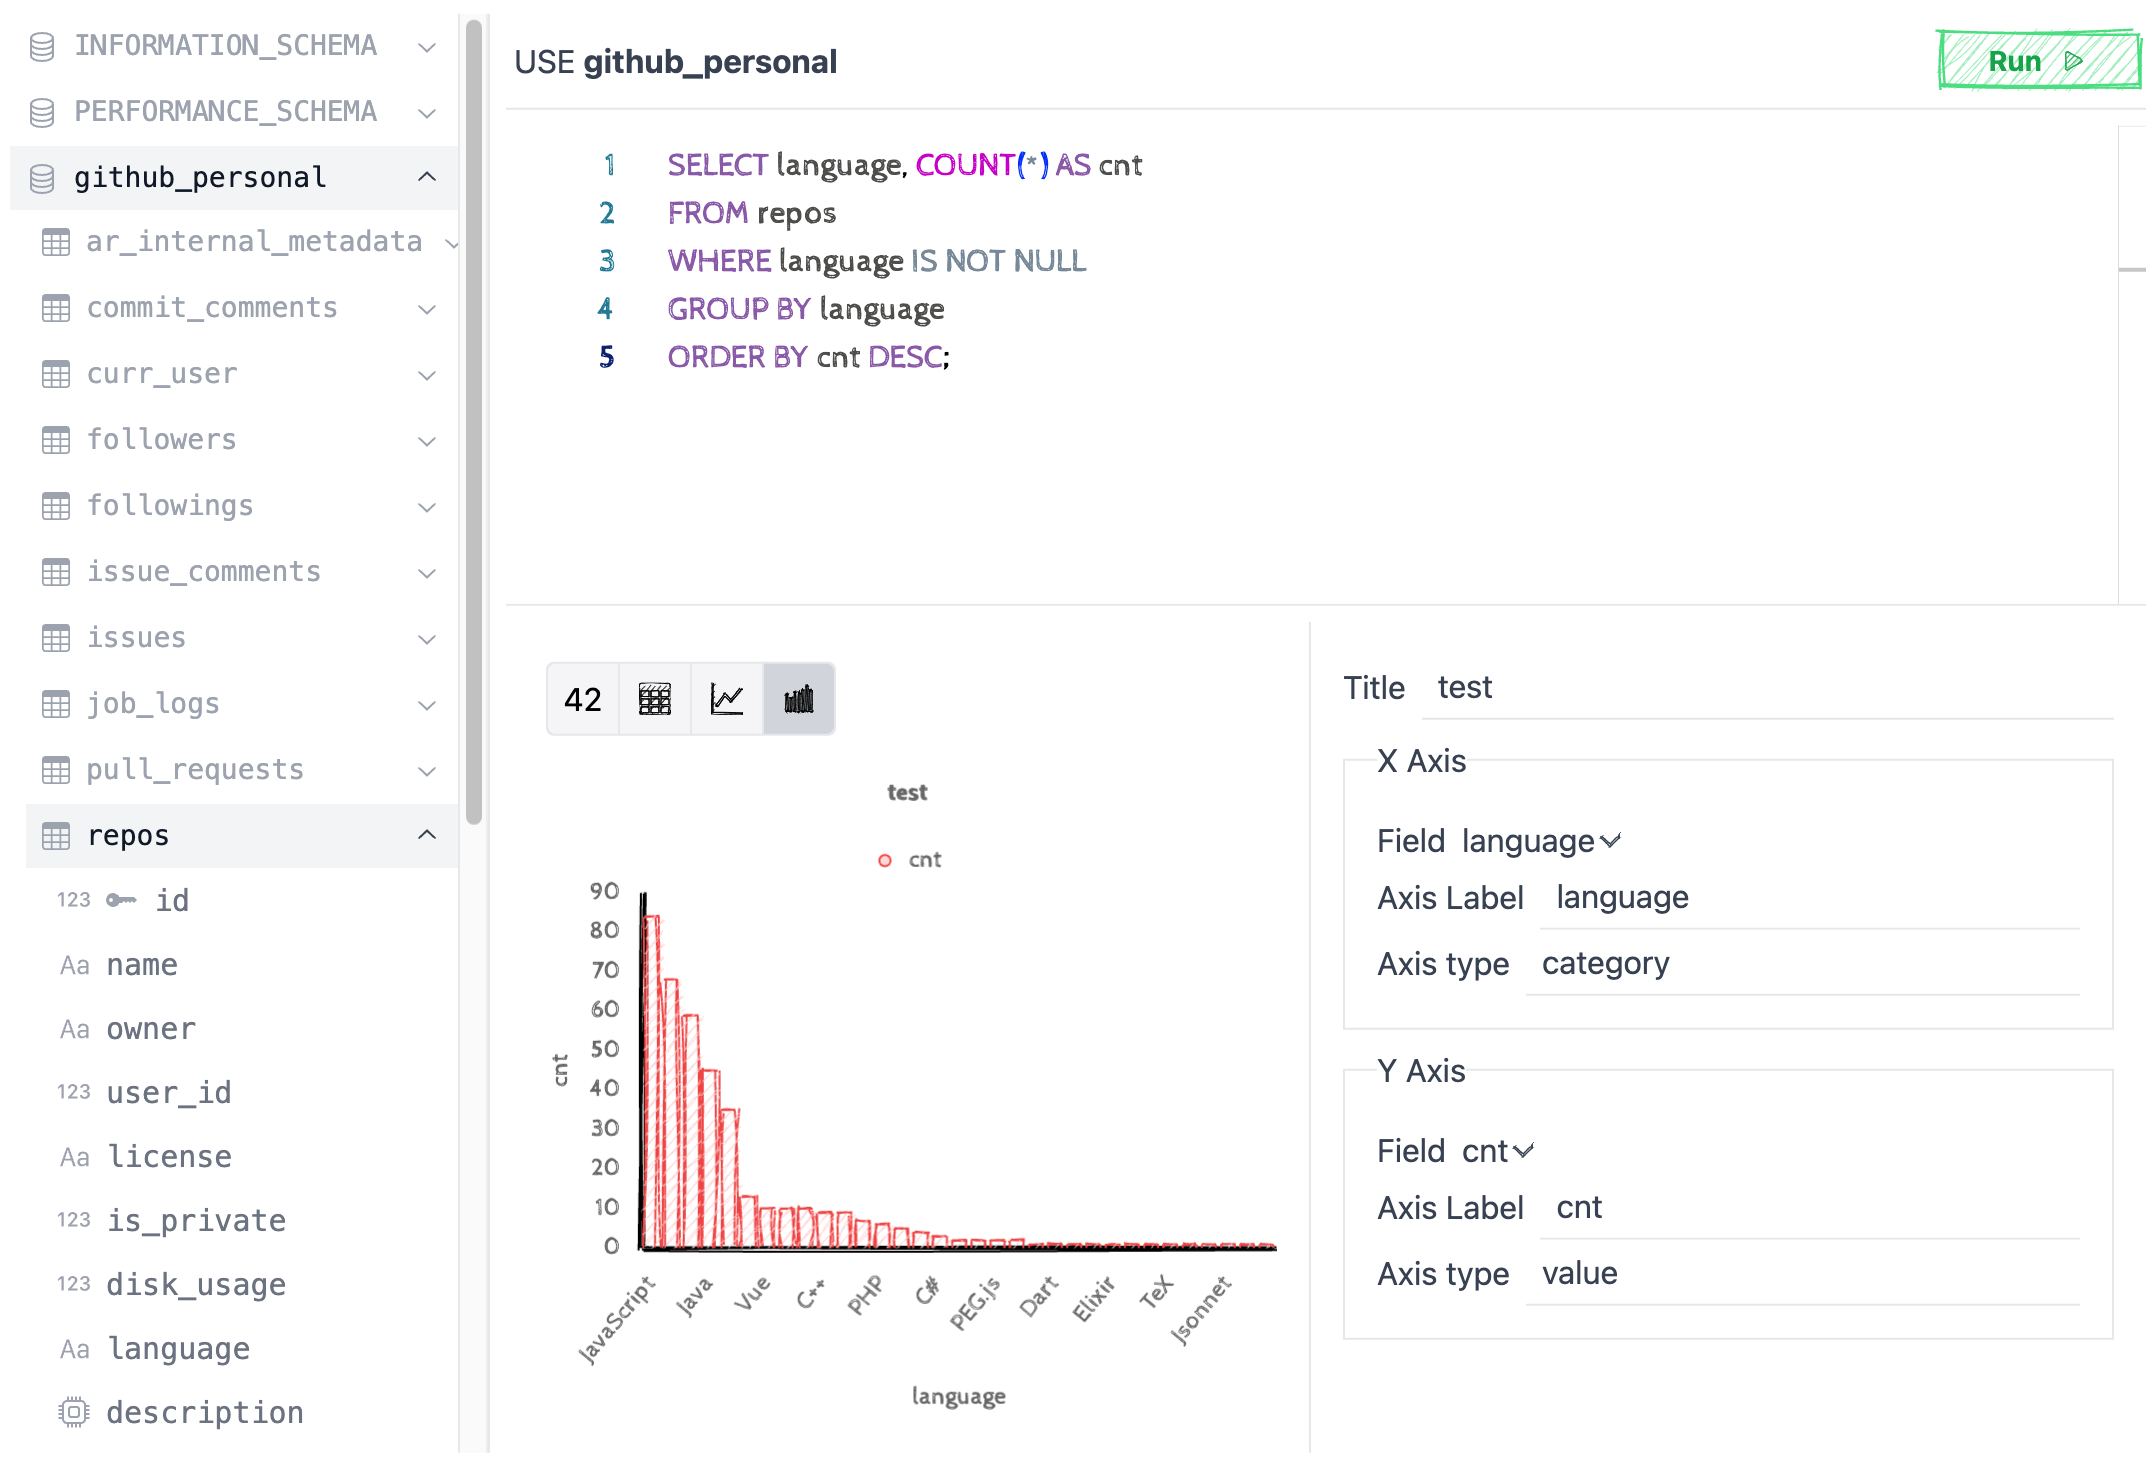 INFORMATION_SCHEMA
PERFORMANCE_SCHEMA
github_personal
ar_internal_metadata
commit_comments
curr_user
followers
followings
issue_comments
issues
job_logs
pull_requests
repos
123 id
Aa name
Aa owner
123 user_id
Aa license
123 is_private
123 disk_usage
Aa language
description
USE github_personal
Run
1 SELECT language, COUNT(*) AS cnt
2 FROM repos
3 WHERE language IS NOT NULL
4 GROUP BY language
5 ORDER BY cnt DESC;
42
test
cnt
90
80
70
60
50
40
30
20
10
0
cnt
JavaScript
Java
Vue
C++
PHP
C#
PEG.js
Dart
Elixir
TeX
Jsonnet
language
Title test
X Axis
Field language
Axis Label language
Axis type category
Y Axis
Field cnt
Axis Label cnt
Axis type value